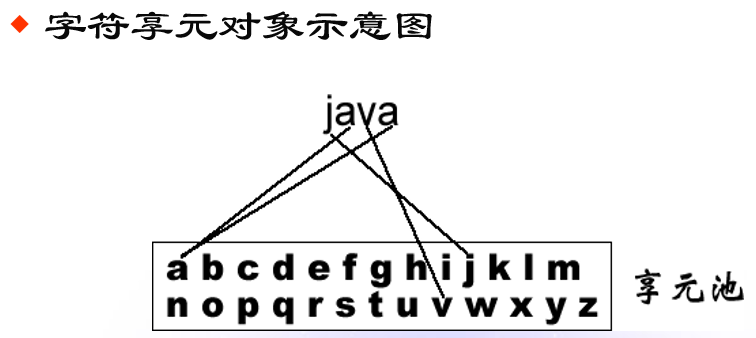 字符享元对象示意图
java
a b c d e f g h i j k l m
n o p q r s t u v w x y z
享元池